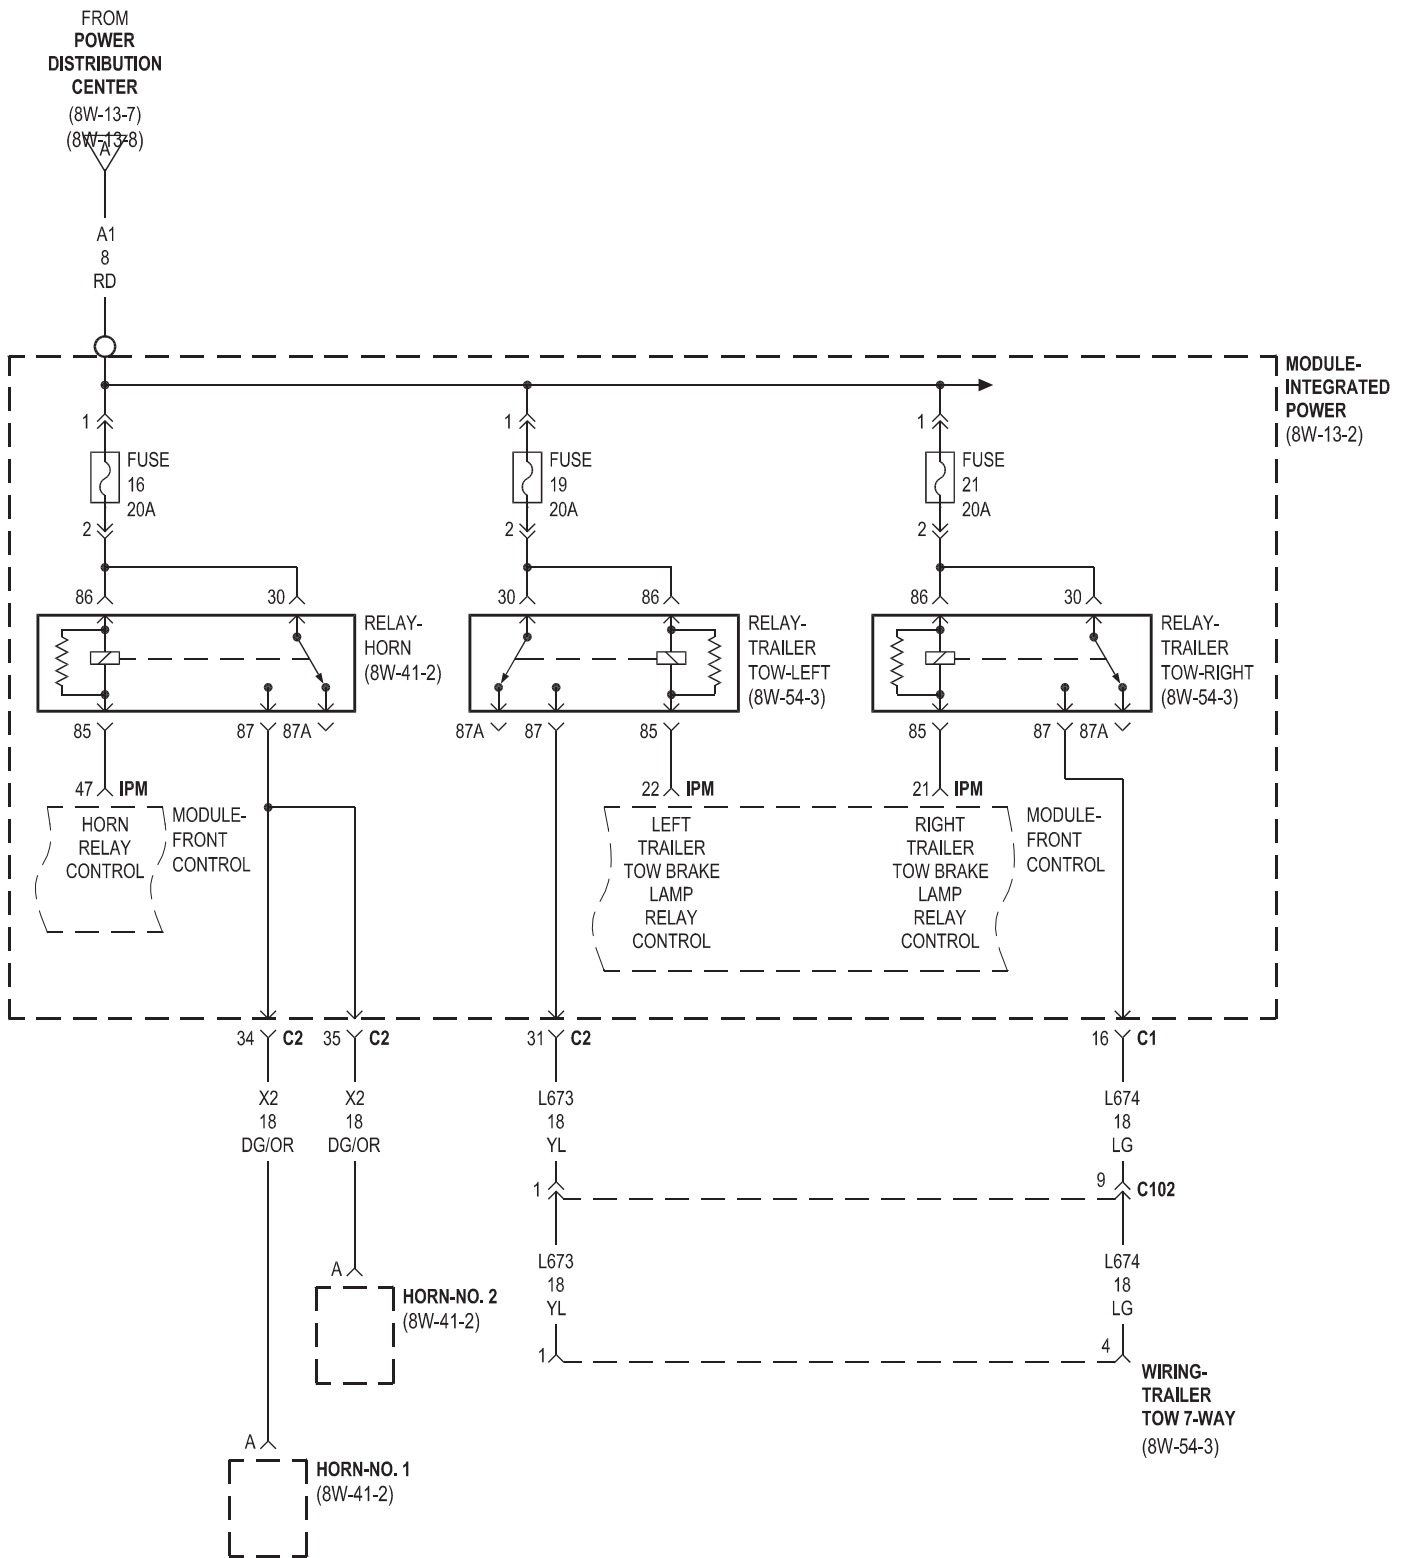 FROM
POWER
DISTRIBUTION
CENTER
(8W-13-7)
(8W-13-8)
A
A1
8
RD
MODULE-
INTEGRATED
POWER
(8W-13-2)
1
FUSE
16
20A
2
1
FUSE
19
20A
2
1
FUSE
21
20A
2
86
30
RELAY-
HORN
(8W-41-2)
85
87
87A
30
86
RELAY-
TRAILER
TOW-LEFT
(8W-54-3)
87A
87
85
86
30
RELAY-
TRAILER
TOW-RIGHT
(8W-54-3)
85
87
87A
47 IPM
HORN
RELAY
CONTROL
MODULE-
FRONT
CONTROL
22 IPM
LEFT
TRAILER
TOW BRAKE
LAMP
RELAY
CONTROL
21 IPM
RIGHT
TRAILER
TOW BRAKE
LAMP
RELAY
CONTROL
MODULE-
FRONT
CONTROL
34 C2
35 C2
31 C2
16 C1
X2
18
DG/OR
X2
18
DG/OR
L673
18
YL
L674
18
LG
1
9 C102
L673
18
YL
L674
18
LG
A
HORN-NO. 2
(8W-41-2)
1
4
WIRING-
TRAILER
TOW 7-WAY
(8W-54-3)
A
HORN-NO. 1
(8W-41-2)